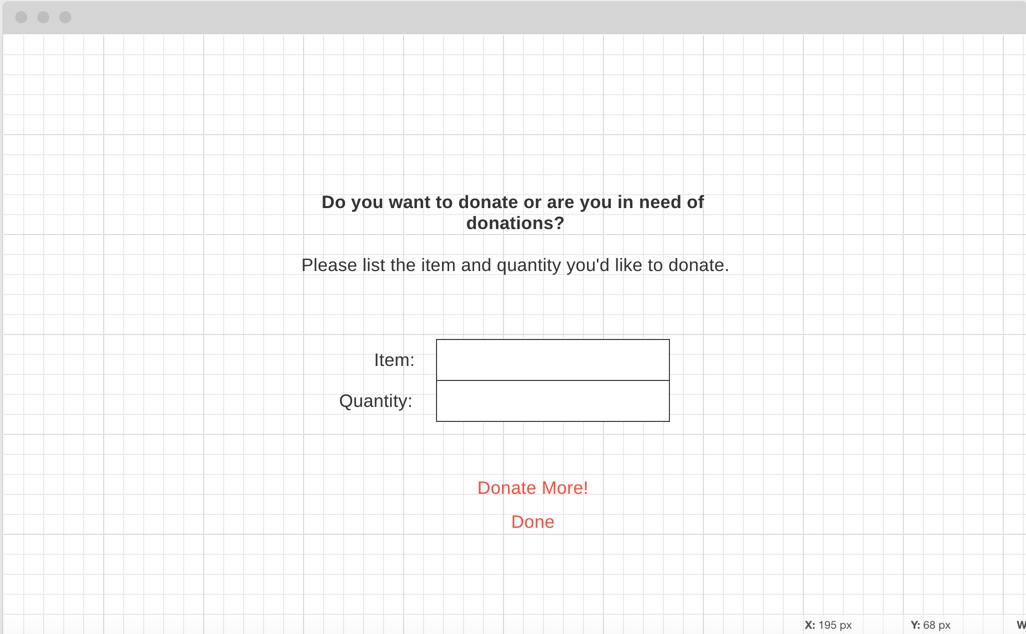 Do you want to donate or are you in need of
donations?
Please list the item and quantity you'd like to donate.
Item:
Quantity:
Donate More!
Done
X: 195 px Y: 68 px W